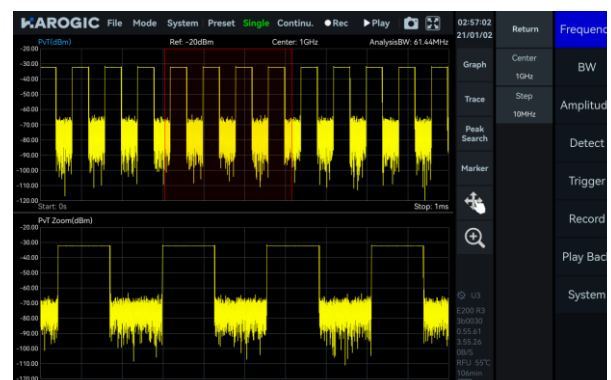 HAROGIC File Mode System Preset Single Continu. Rec Play
02:57:02
21/01/02
PvT(dBm) Ref: -20dBm Center: 1GHz AnalysisBW: 61.44MHz
-20.00
-30.00
-40.00
-50.00
-60.00
-70.00
-80.00
-90.00
-100.00
-110.00
-120.00
Start: 0s Stop: 1ms
PvT Zoom(dBm)
-20.00
-30.00
-40.00
-50.00
-60.00
-70.00
-80.00
-90.00
-100.00
-110.00
-120.00
Graph
Trace
Peak
Search
Marker
U3
E200 R3
3b0030
0.55.61
3.55.26
0B/S
RFU 55℃
106min
Return
Center
1GHz
Step
10MHz
Frequenc
BW
Amplitud
Detect
Trigger
Record
Play Bac
System